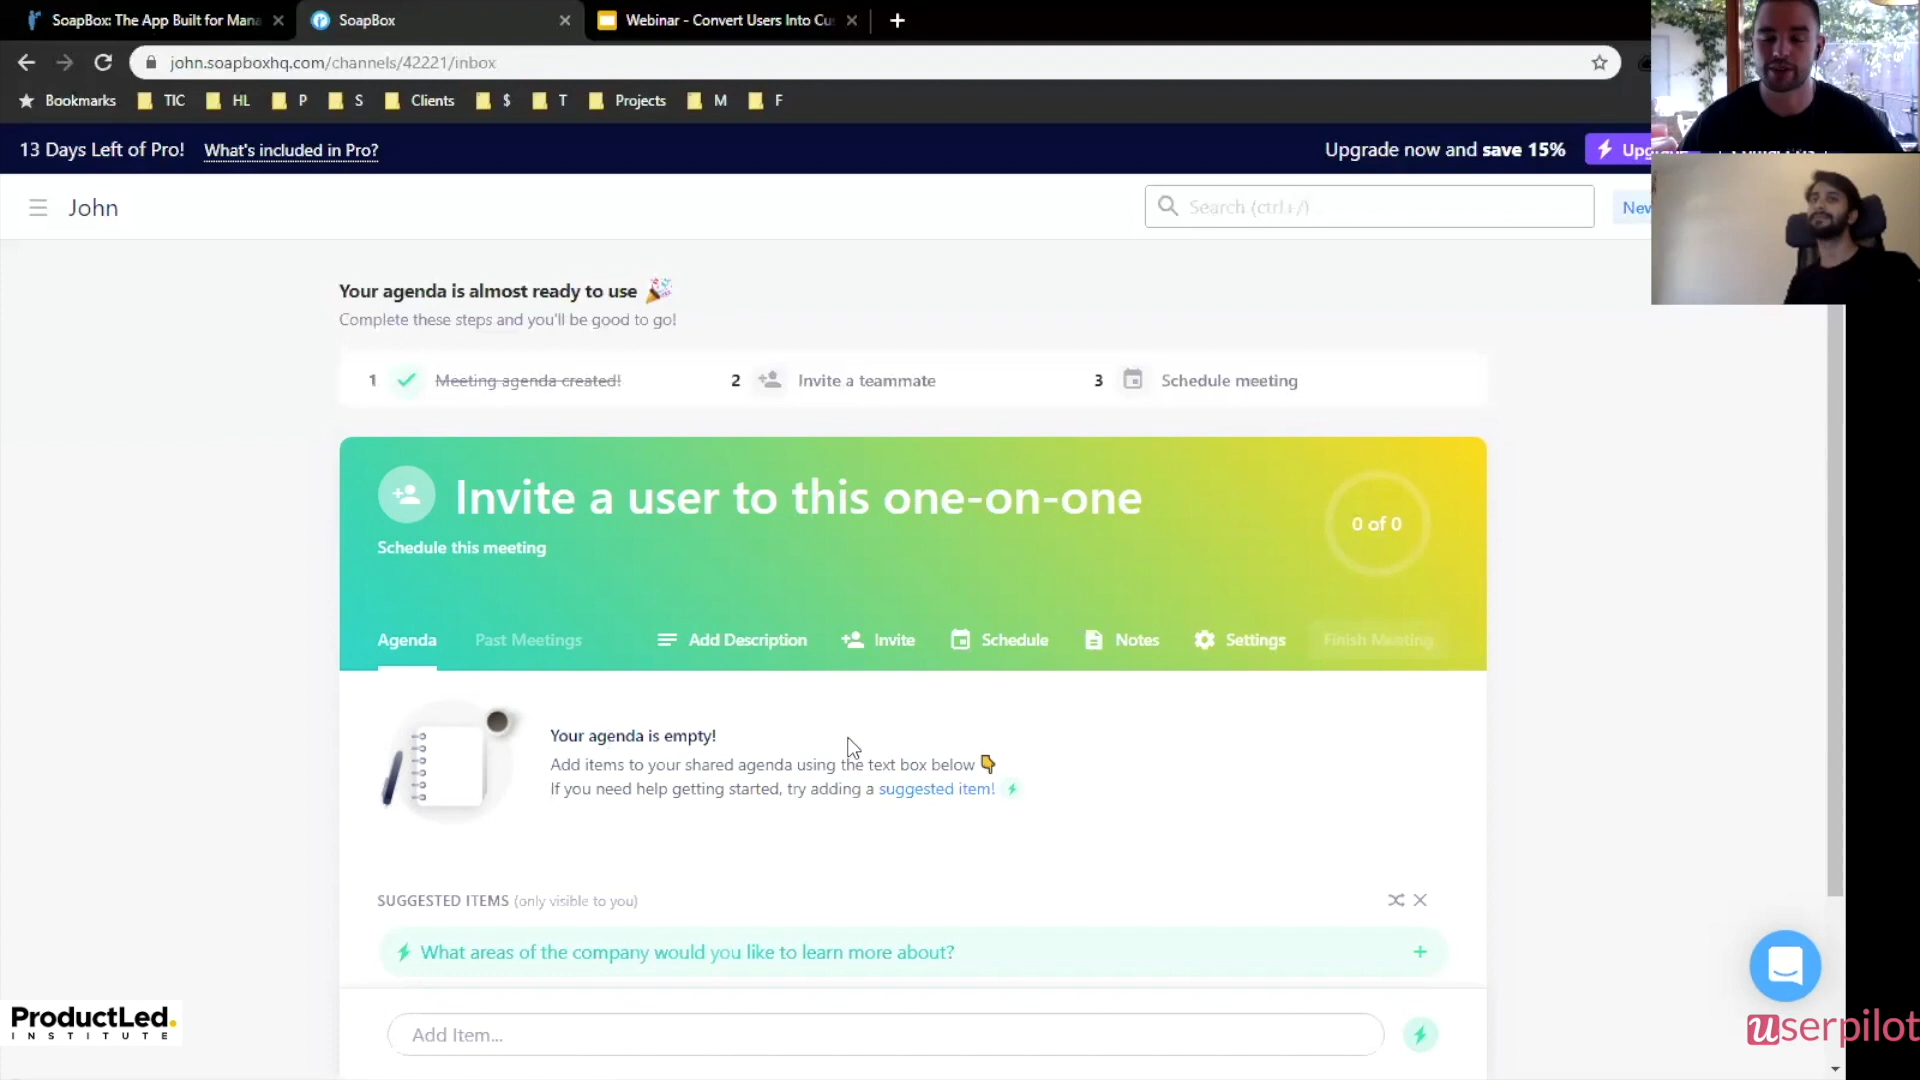 SoapBox: The App Built for Mana
SoapBox
Webinar - Convert Users Into Cu
john.soapboxhq.com/channels/42221/inbox
Bookmarks TIC HL P S Clients $ T Projects M F
13 Days Left of Pro! What's included in Pro?
Upgrade now and save 15%
John
Search (ctrl+/)
New
Your agenda is almost ready to use
Complete these steps and you'll be good to go!
1 Meeting agenda created!
2 Invite a teammate
3 Schedule meeting
Invite a user to this one-on-one
0 of 0
Schedule this meeting
Agenda Past Meetings Add Description Invite Schedule Notes Settings Finish Meeting
Your agenda is empty!
Add items to your shared agenda using the text box below
If you need help getting started, try adding a suggested item!
SUGGESTED ITEMS (only visible to you)
What areas of the company would you like to learn more about?
Add Item...
ProductLed.
INSTITUTE
userpilot